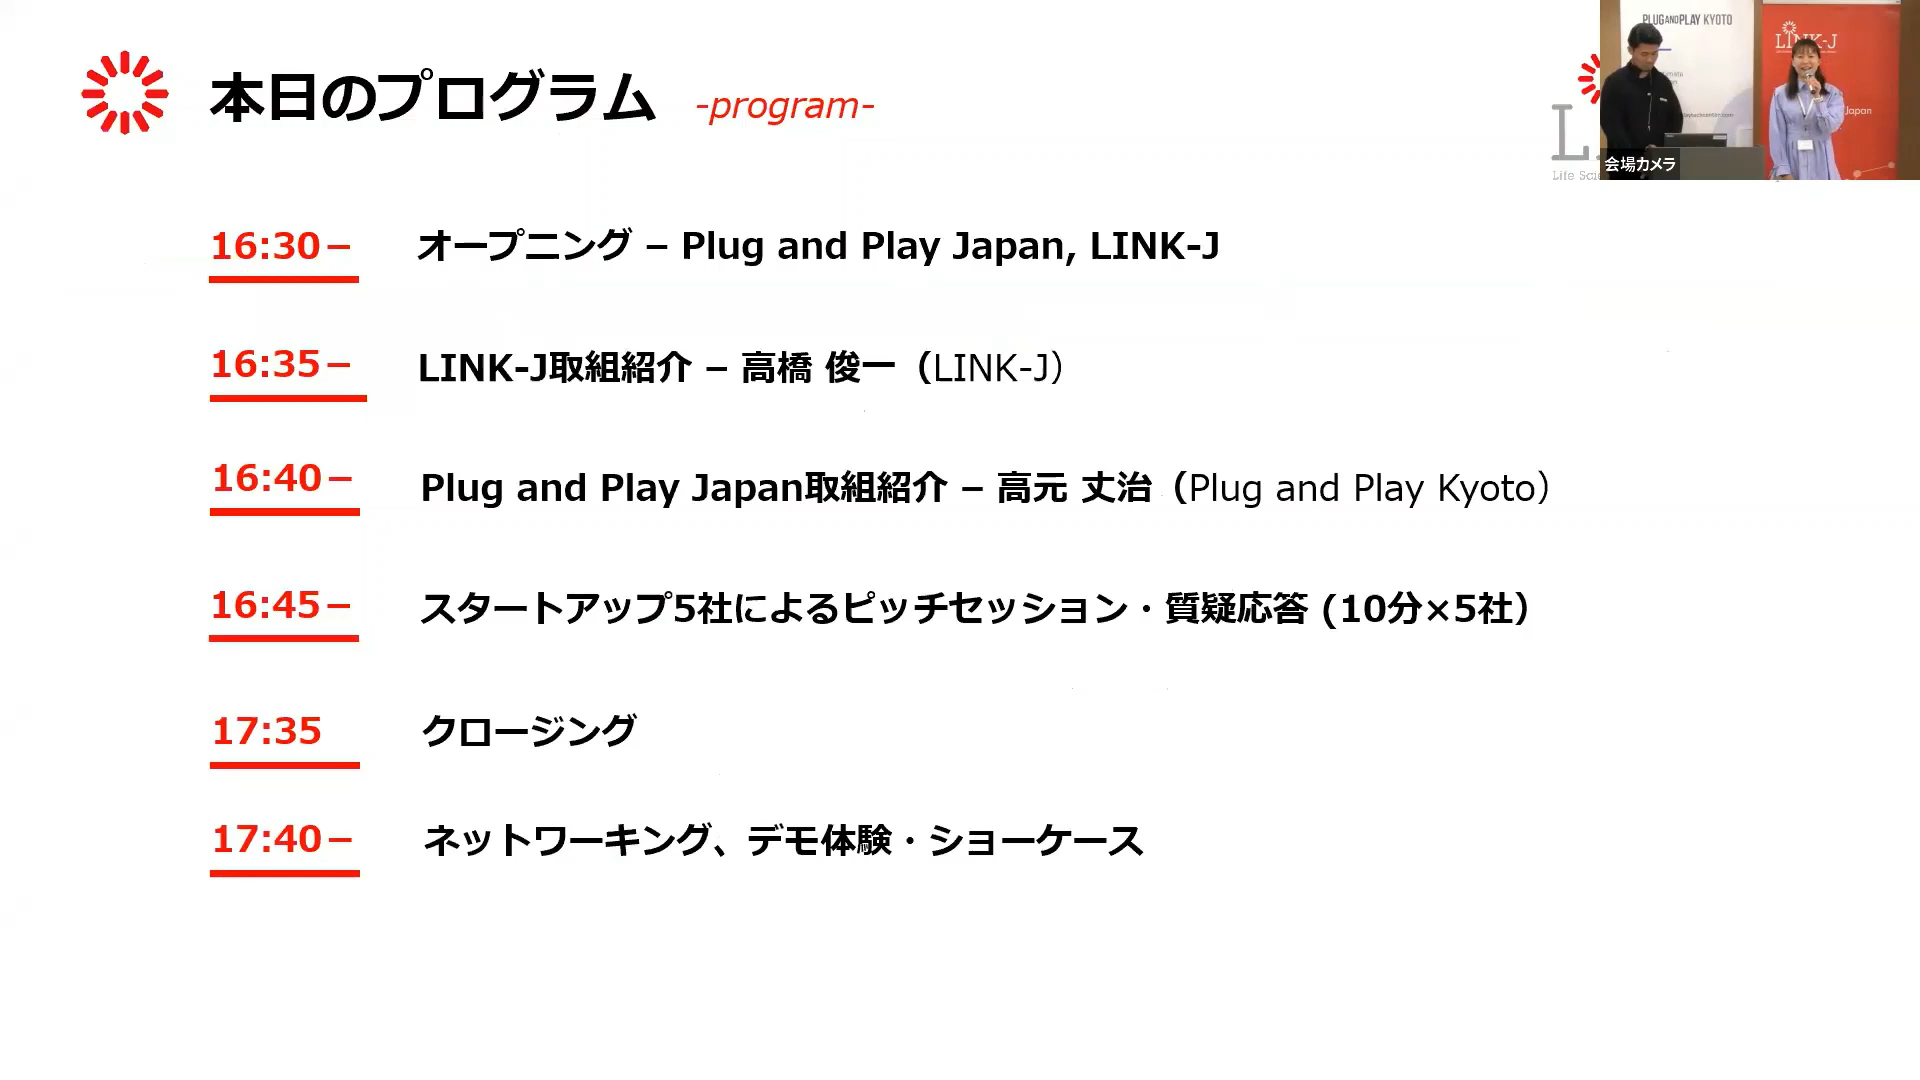 本日のプログラム -program-
PLUG AND PLAY KYOTO
LINK-J
Japan
会場カメラ
Life Sci
16:30－ オープニング – Plug and Play Japan, LINK-J
16:35－ LINK-J取組紹介 – 高橋 俊一（LINK-J）
16:40－ Plug and Play Japan取組紹介 – 高元 丈治（Plug and Play Kyoto）
16:45－ スタートアップ5社によるピッチセッション・質疑応答 (10分×5社）
17:35 クロージング
17:40－ ネットワーキング、デモ体験・ショーケース